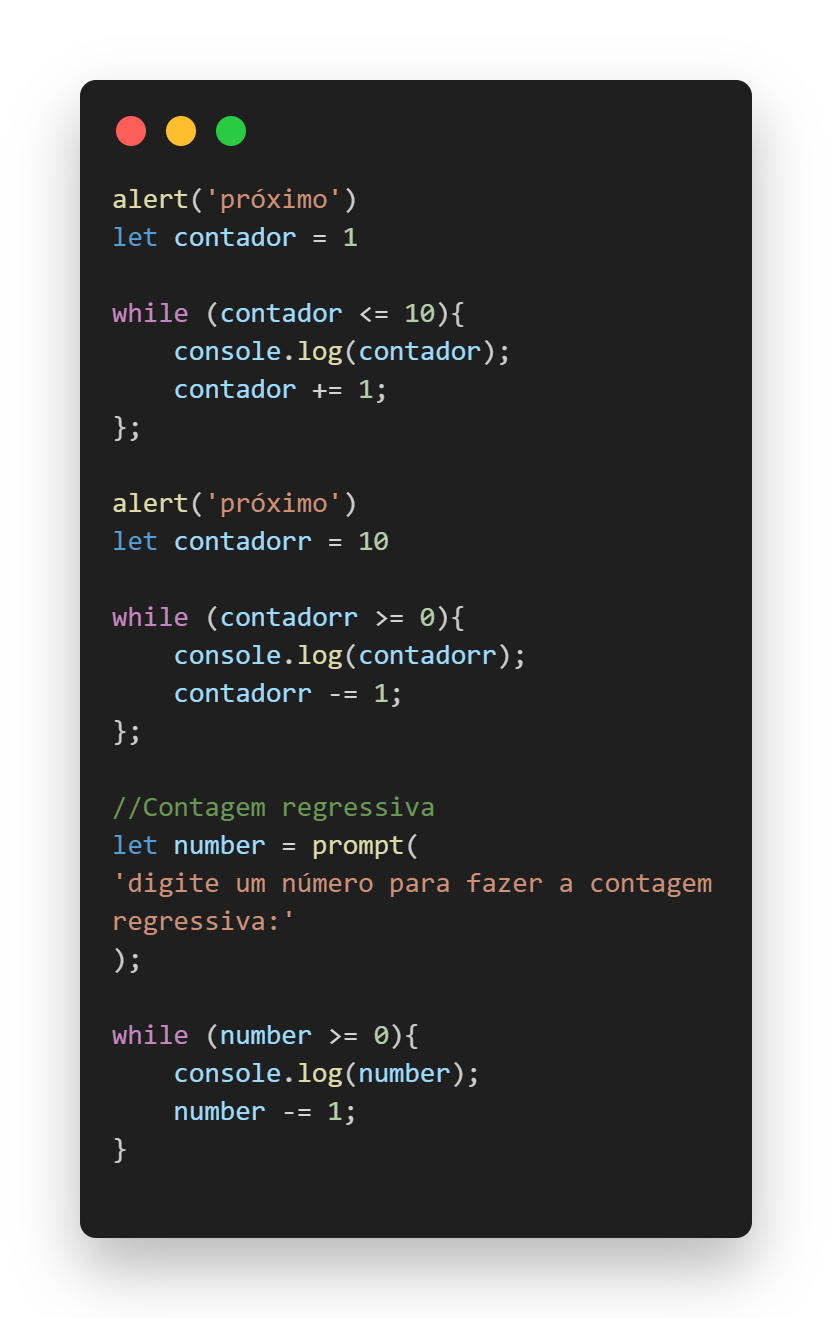 alert('próximo')
let contador = 1
while (contador <= 10){
    console.log(contador);
    contador += 1;
};
alert('próximo')
let contadorr = 10
while (contadorr >= 0){
    console.log(contadorr);
    contadorr -= 1;
};
//Contagem regressiva
let number = prompt(
'digite um número para fazer a contagem
regressiva:'
);
while (number >= 0){
    console.log(number);
    number -= 1;
}